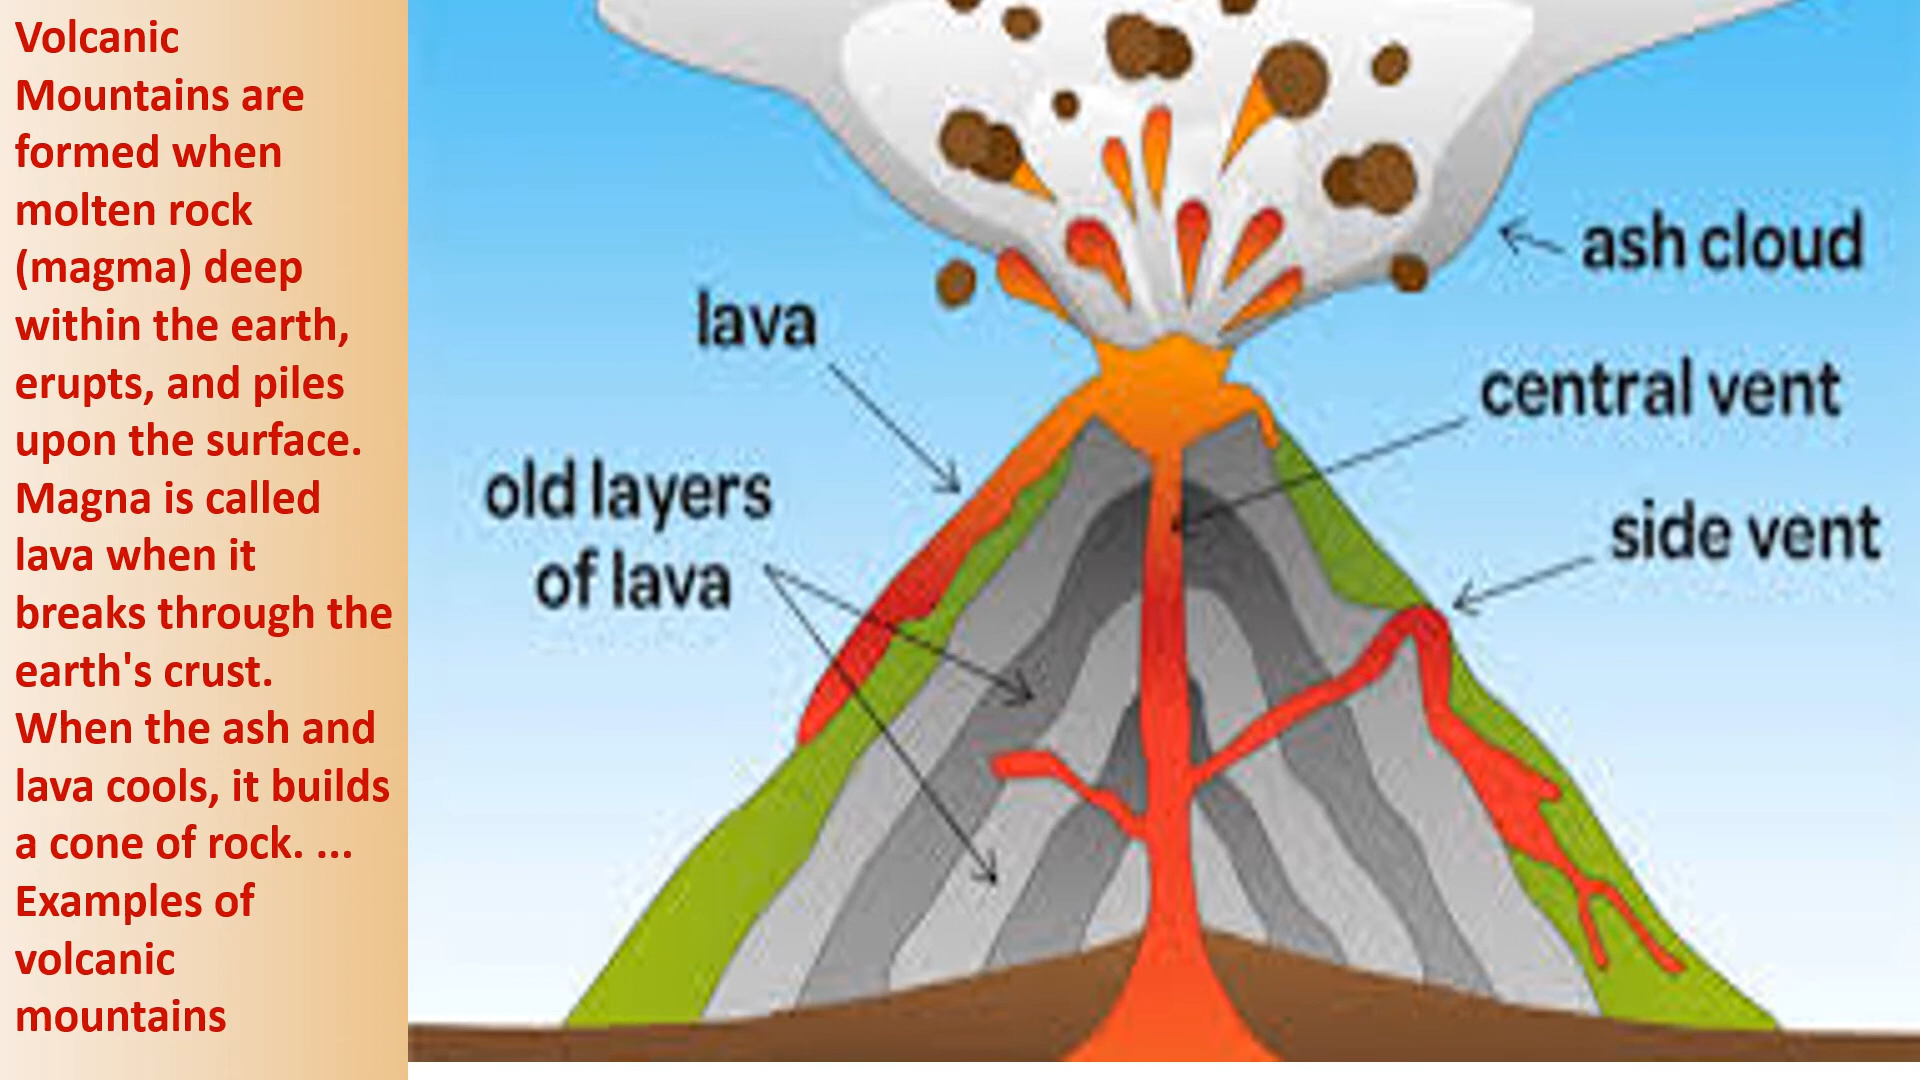 Volcanic
Mountains are
formed when
molten rock
(magma) deep
within the earth,
erupts, and piles
upon the surface.
Magna is called
lava when it
breaks through the
earth's crust.
When the ash and
lava cools, it builds
a cone of rock. ...
Examples of
volcanic
mountains
ash cloud
lava
central vent
old layers
of lava
side vent